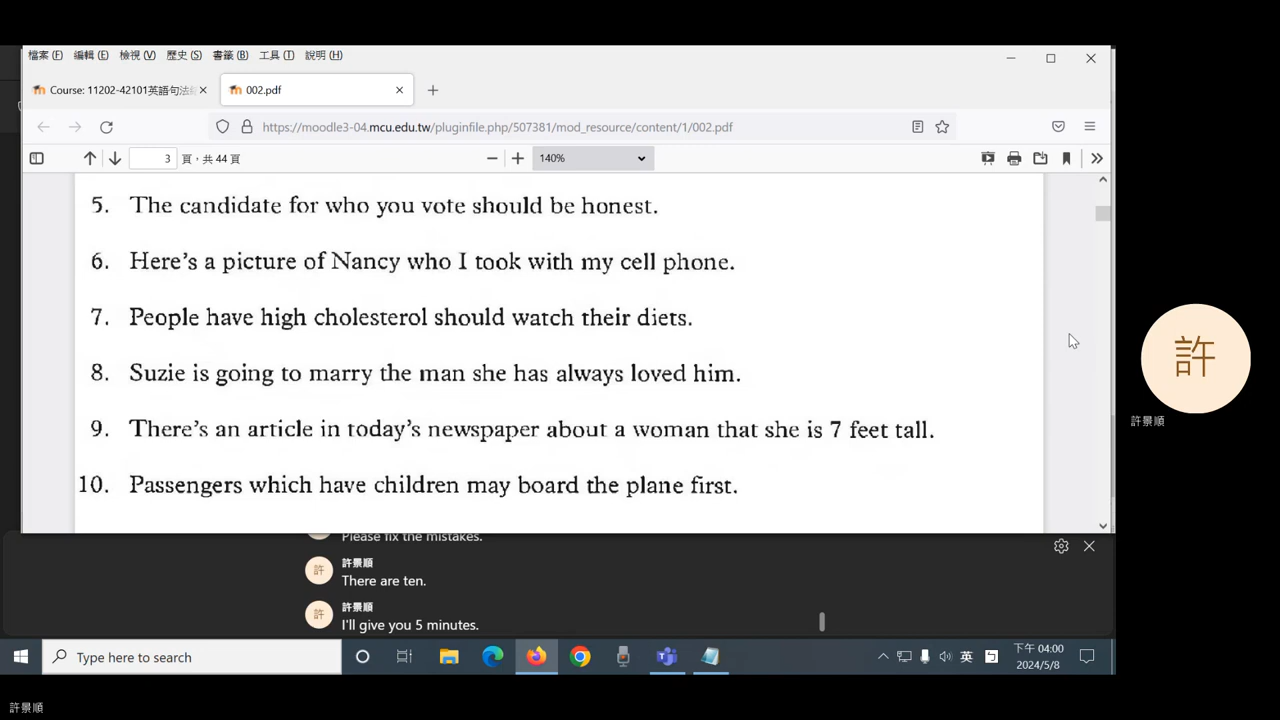 檔案(F) 編輯(E) 檢視(V) 歷史(S) 書籤(B) 工具(T) 說明(H)
Course: 11202-42101英語句法
002.pdf
https://moodle3-04.mcu.edu.tw/pluginfile.php/507381/mod_resource/content/1/002.pdf
3 頁，共 44 頁
140%
5. The candidate for who you vote should be honest.
6. Here's a picture of Nancy who I took with my cell phone.
7. People have high cholesterol should watch their diets.
8. Suzie is going to marry the man she has always loved him.
9. There's an article in today's newspaper about a woman that she is 7 feet tall.
10. Passengers which have children may board the plane first.
許
許景順
Please fix the mistakes.
許景順
許
There are ten.
許景順
許
I'll give you 5 minutes.
Type here to search
英
下午 04:00
2024/5/8
許景順